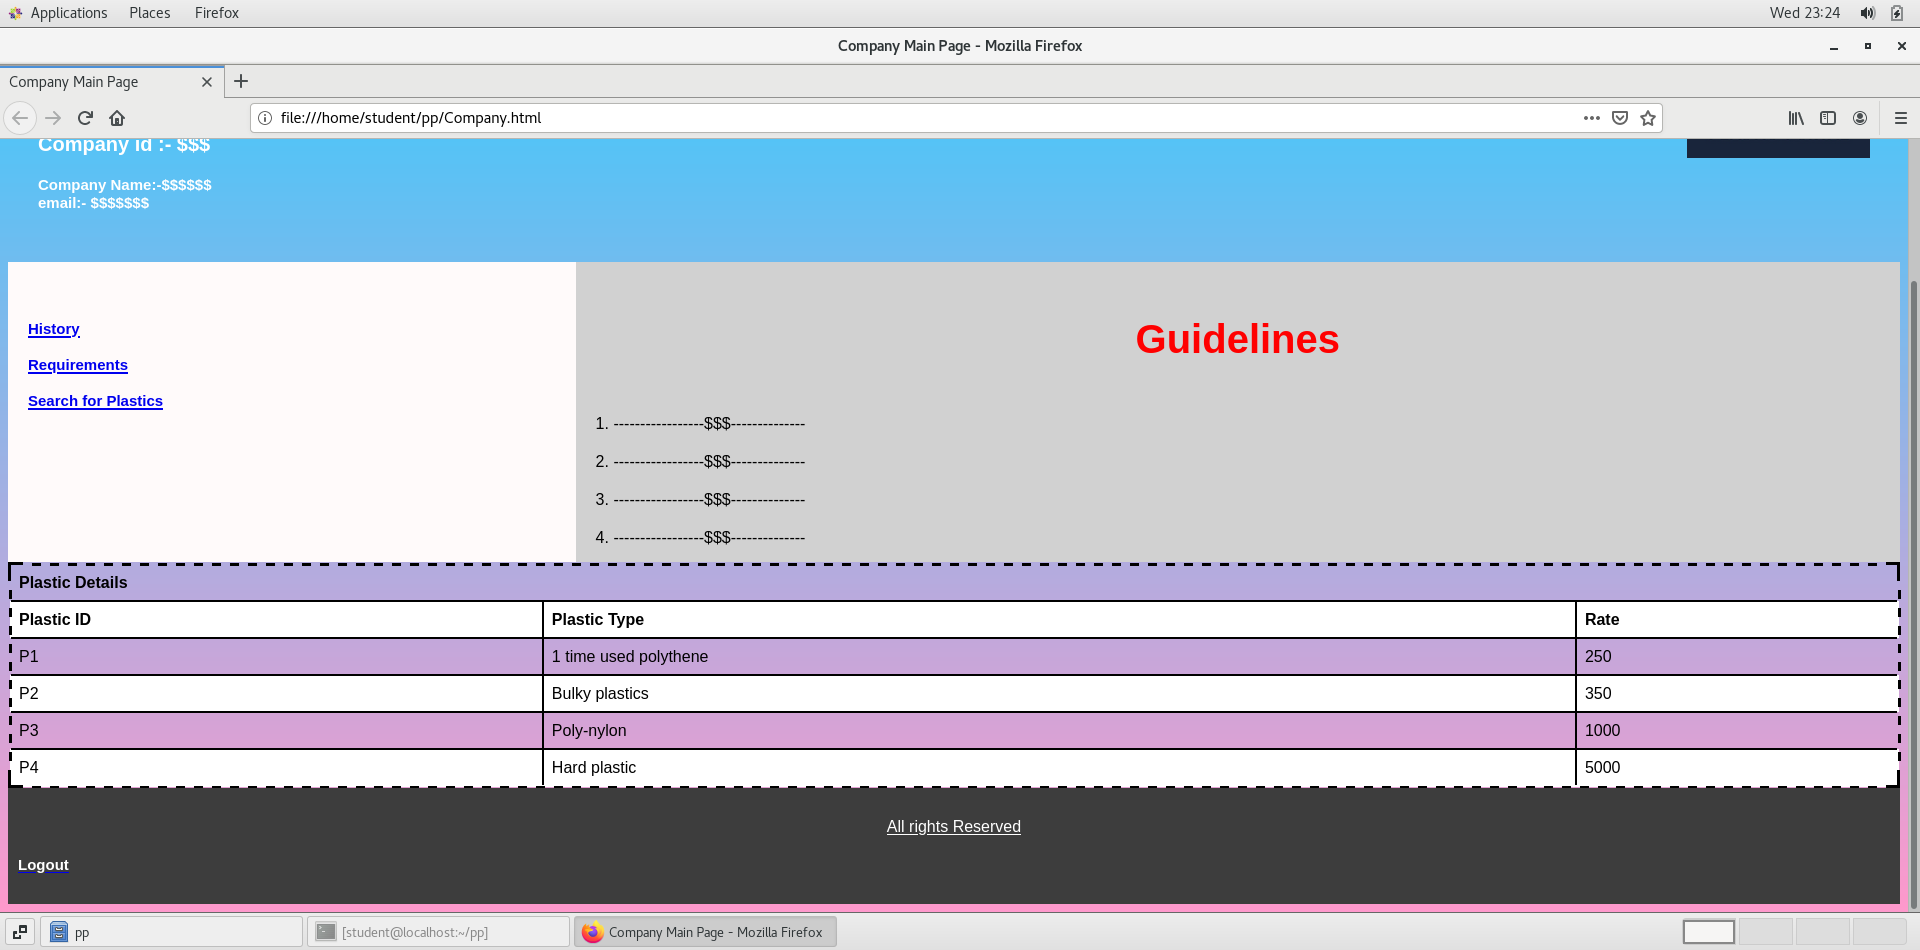 Applications Places Firefox Wed 23:24
Company Main Page - Mozilla Firefox
Company Main Page
file:///home/student/pp/Company.html
Company id :- $$$
Company Name:-$$$$$$
email:- $$$$$$$
History
Requirements
Search for Plastics
Guidelines
1. -----------------$$$--------------
2. -----------------$$$--------------
3. -----------------$$$--------------
4. -----------------$$$--------------
Plastic Details
Plastic ID Plastic Type Rate
P1 1 time used polythene 250
P2 Bulky plastics 350
P3 Poly-nylon 1000
P4 Hard plastic 5000
All rights Reserved
Logout
pp [student@localhost:~/pp] Company Main Page - Mozilla Firefox